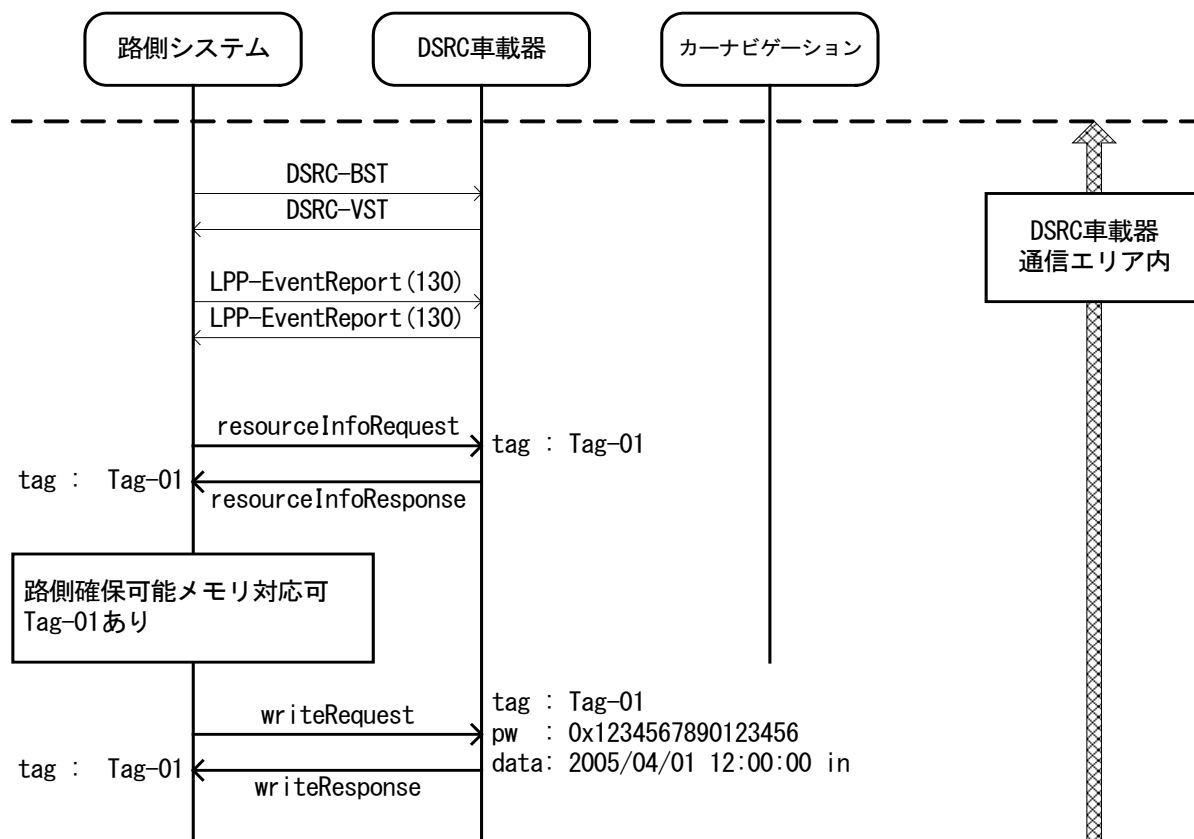 路側システム
DSRC車載器
カーナビゲーション
DSRC-BST
DSRC-VST
DSRC車載器
通信エリア内
LPP-EventReport(130)
LPP-EventReport(130)
resourceInfoRequest
tag : Tag-01
tag : Tag-01
resourceInfoResponse
路側確保可能メモリ対応可
Tag-01あり
writeRequest
tag : Tag-01
pw : 0x1234567890123456
data: 2005/04/01 12:00:00 in
tag : Tag-01
writeResponse